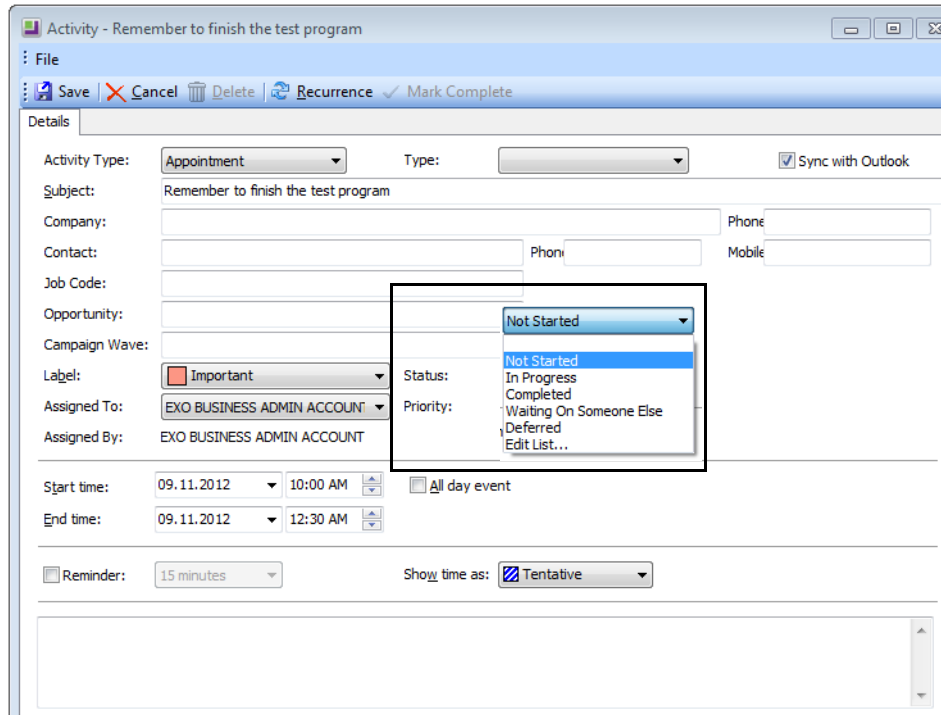 Activity - Remember to finish the test program
File
Save Cancel Delete Recurrence Mark Complete
Details
Activity Type: Appointment Type: Sync with Outlook
Subject: Remember to finish the test program
Company: Phone
Contact: Phon Mobile
Job Code:
Opportunity: Not Started
Campaign Wave:
Not Started
Label: Important Status: In Progress
Completed
Assigned To: EXO BUSINESS ADMIN ACCOUNT Priority: Waiting On Someone Else
Deferred
Assigned By: EXO BUSINESS ADMIN ACCOUNT Edit List...
Start time: 09.11.2012 10:00 AM All day event
End time: 09.11.2012 12:30 AM
Reminder: 15 minutes Show time as: Tentative